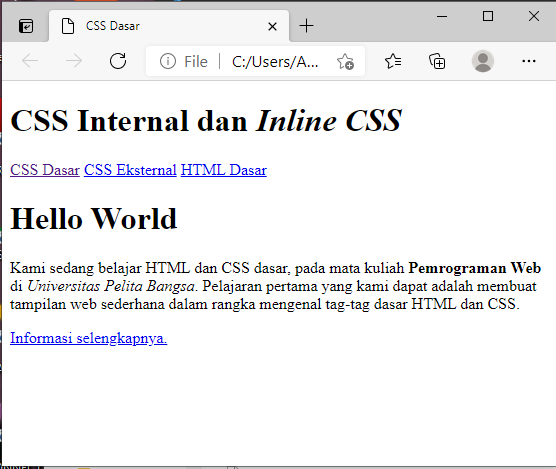 CSS Dasar
File
C:/Users/A...
CSS Internal dan Inline CSS
CSS Dasar CSS Eksternal HTML Dasar
Hello World
Kami sedang belajar HTML dan CSS dasar, pada mata kuliah Pemrograman Web
di Universitas Pelita Bangsa. Pelajaran pertama yang kami dapat adalah membuat
tampilan web sederhana dalam rangka mengenal tag-tag dasar HTML dan CSS.
Informasi selengkapnya.